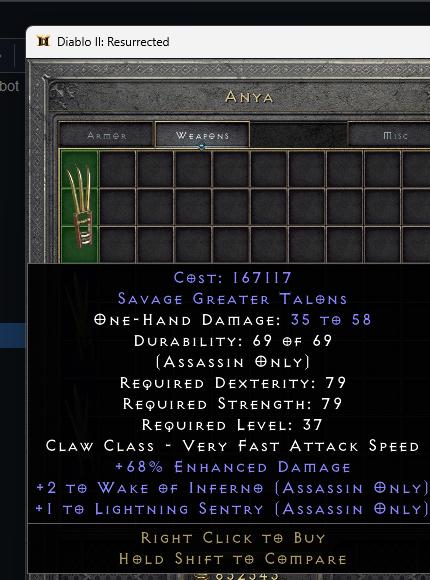 Diablo II: Resurrected
bot
Anya
Armor
Weapons
Misc
Cost: 167117
Savage Greater Talons
One-Hand Damage: 35 to 58
Durability: 69 of 69
(Assassin Only)
Required Dexterity: 79
Required Strength: 79
Required Level: 37
Claw Class - Very Fast Attack Speed
+68% Enhanced Damage
+2 to Wake of Inferno (Assassin Only)
+1 to Lightning Sentry (Assassin Only)
Right Click to Buy
Hold Shift to Compare